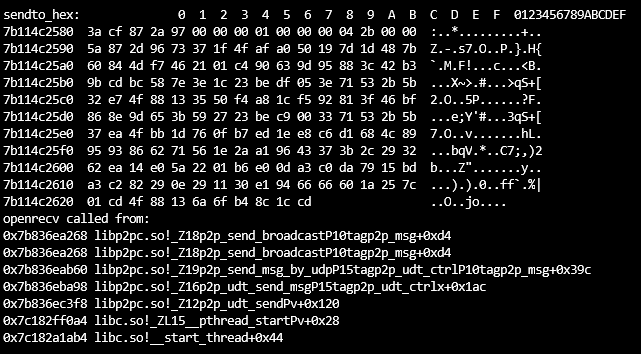 sendto_hex:              0  1  2  3  4  5  6  7  8  9  A  B  C  D  E  F  0123456789ABCDEF
7b114c2580  3a cf 87 2a 97 00 00 00 01 00 00 00 04 2b 00 00  :..*.........+..
7b114c2590  5a 87 2d 96 73 37 1f 4f af a0 50 19 7d 1d 48 7b  Z.-.s7.O..P.}.H{
7b114c25a0  60 84 4d f7 46 21 01 c4 90 63 9d 95 88 3c 42 b3  `.M.F!...c...<B.
7b114c25b0  9b cd bc 58 7e 3e 1c 23 be df 05 3e 71 53 2b 5b  ...X~>.#...>qS+[
7b114c25c0  32 e7 4f 88 13 35 50 f4 a8 1c f5 92 81 3f 46 bf  2.O..5P......?F.
7b114c25d0  86 8e 9d 65 3b 59 27 23 be c9 00 33 71 53 2b 5b  ...e;Y'#...3qS+[
7b114c25e0  37 ea 4f bb 1d 76 0f b7 ed 1e e8 c6 d1 68 4c 89  7.O..v.......hL.
7b114c25f0  95 93 86 62 71 56 1e 2a a1 96 43 37 3b 2c 29 32  ...bqV.*..C7;,)2
7b114c2600  62 ea 14 e0 5a 22 01 b6 e0 0d a3 c0 da 79 15 bd  b...Z".......y..
7b114c2610  a3 c2 82 29 0e 29 11 30 e1 94 66 66 60 1a 25 7c  ...).).0..ff`.%|
7b114c2620  01 cd 4f 88 13 6a 6f b4 8c 1c cd                 ..O..jo....
openrecv called from:
0x7b836ea268 libp2pc.so!_Z18p2p_send_broadcastP10tagp2p_msg+0xd4
0x7b836ea268 libp2pc.so!_Z18p2p_send_broadcastP10tagp2p_msg+0xd4
0x7b836eab60 libp2pc.so!_Z19p2p_send_msg_by_udpP15tagp2p_udt_ctrlP10tagp2p_msg+0x39c
0x7b836eba98 libp2pc.so!_Z16p2p_udt_sendmsgP15tagp2p_udt_ctrlx+0x1ac
0x7b836ec3f8 libp2pc.so!_Z12p2p_udt_sendPv+0x120
0x7c182ff0a4 libc.so!_ZL15__pthread_startPv+0x28
0x7c182a1ab4 libc.so!__start_thread+0x44